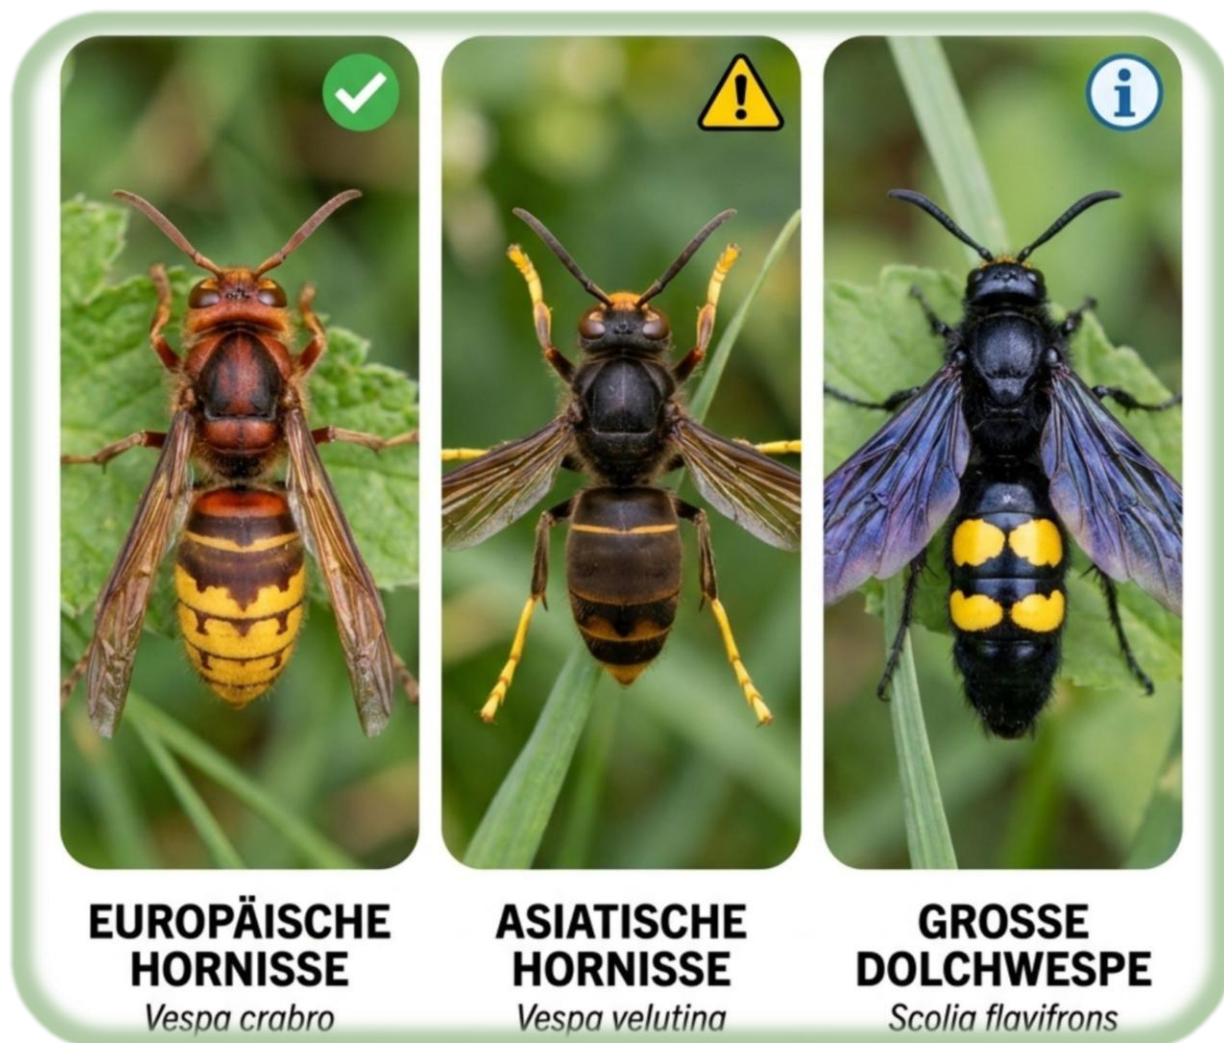 EUROPÄISCHE
HORNISSE
Vespa crabro
ASIATISCHE
HORNISSE
Vespa velutina
GROSSE
DOLCHWESPE
Scolia flavifrons